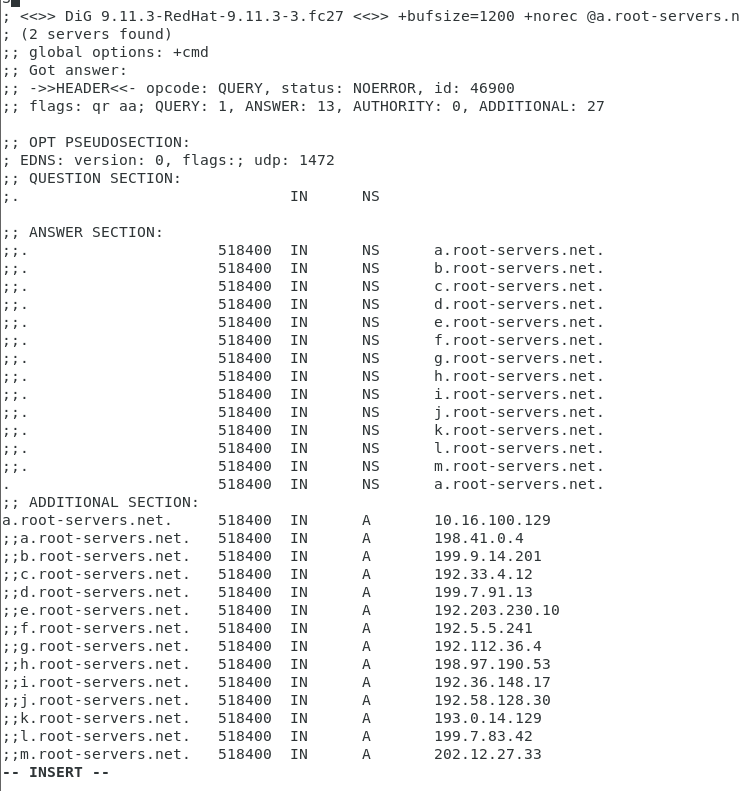 ; <<>> DiG 9.11.3-RedHat-9.11.3-3.fc27 <<>> +bufsize=1200 +norec @a.root-servers.n
; (2 servers found)
;; global options: +cmd
;; Got answer:
;; ->>HEADER<<- opcode: QUERY, status: NOERROR, id: 46900
;; flags: qr aa; QUERY: 1, ANSWER: 13, AUTHORITY: 0, ADDITIONAL: 27
;; OPT PSEUDOSECTION:
; EDNS: version: 0, flags:; udp: 1472
;; QUESTION SECTION:
;. IN NS
;; ANSWER SECTION:
;;. 518400 IN NS a.root-servers.net.
;;. 518400 IN NS b.root-servers.net.
;;. 518400 IN NS c.root-servers.net.
;;. 518400 IN NS d.root-servers.net.
;;. 518400 IN NS e.root-servers.net.
;;. 518400 IN NS f.root-servers.net.
;;. 518400 IN NS g.root-servers.net.
;;. 518400 IN NS h.root-servers.net.
;;. 518400 IN NS i.root-servers.net.
;;. 518400 IN NS j.root-servers.net.
;;. 518400 IN NS k.root-servers.net.
;;. 518400 IN NS l.root-servers.net.
;;. 518400 IN NS m.root-servers.net.
. 518400 IN NS a.root-servers.net.
;; ADDITIONAL SECTION:
a.root-servers.net. 518400 IN A 10.16.100.129
;;a.root-servers.net. 518400 IN A 198.41.0.4
;;b.root-servers.net. 518400 IN A 199.9.14.201
;;c.root-servers.net. 518400 IN A 192.33.4.12
;;d.root-servers.net. 518400 IN A 199.7.91.13
;;e.root-servers.net. 518400 IN A 192.203.230.10
;;f.root-servers.net. 518400 IN A 192.5.5.241
;;g.root-servers.net. 518400 IN A 192.112.36.4
;;h.root-servers.net. 518400 IN A 198.97.190.53
;;i.root-servers.net. 518400 IN A 192.36.148.17
;;j.root-servers.net. 518400 IN A 192.58.128.30
;;k.root-servers.net. 518400 IN A 193.0.14.129
;;l.root-servers.net. 518400 IN A 199.7.83.42
;;m.root-servers.net. 518400 IN A 202.12.27.33
-- INSERT --